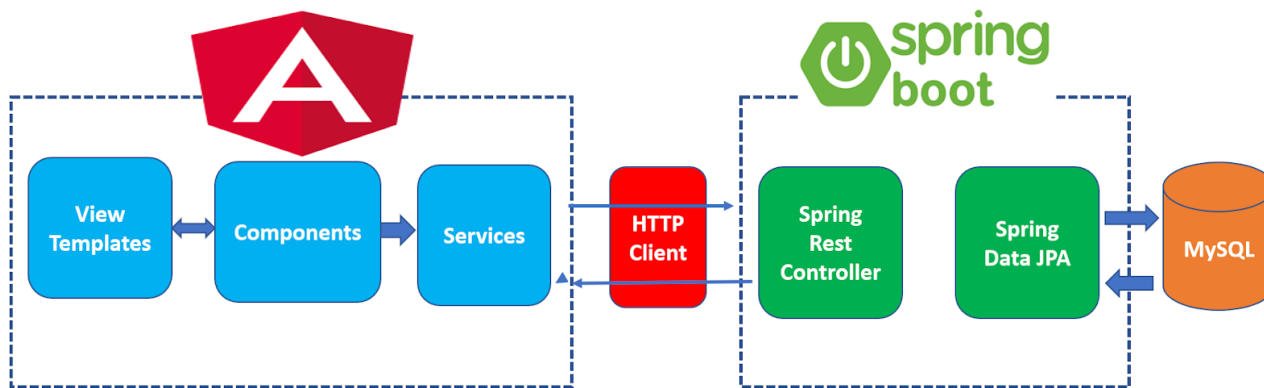 spring
boot
View
Templates
Components
Services
HTTP
Client
Spring
Rest
Controller
Spring
Data JPA
MySQL